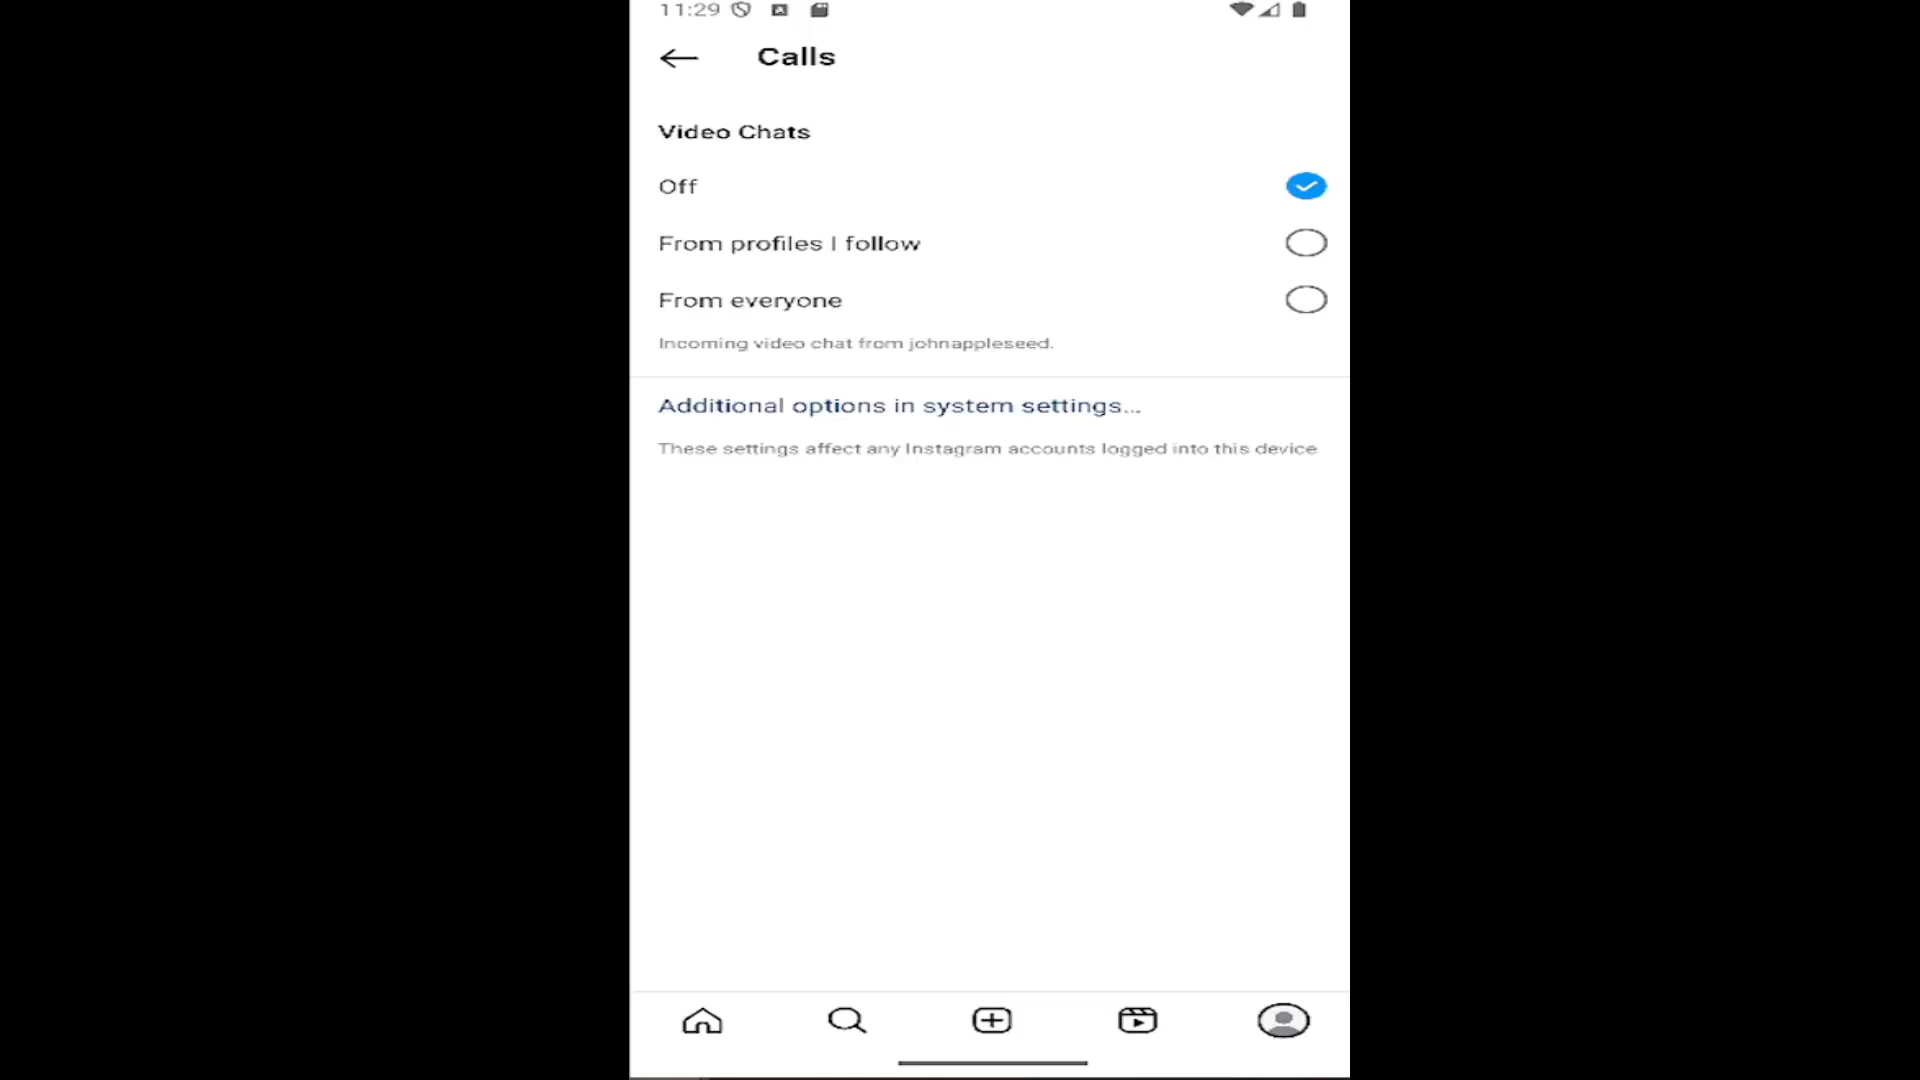 11:29
Calls
Video Chats
Off
From profiles I follow
From everyone
Incoming video chat from johnappleseed.
Additional options in system settings...
These settings affect any Instagram accounts logged into this device